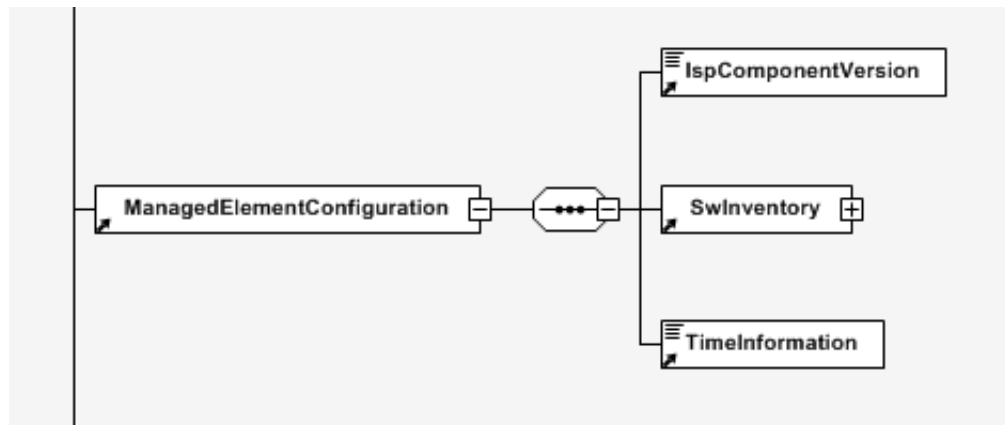 IspComponentVersion
ManagedElementConfiguration
SwInventory
TimeInformation